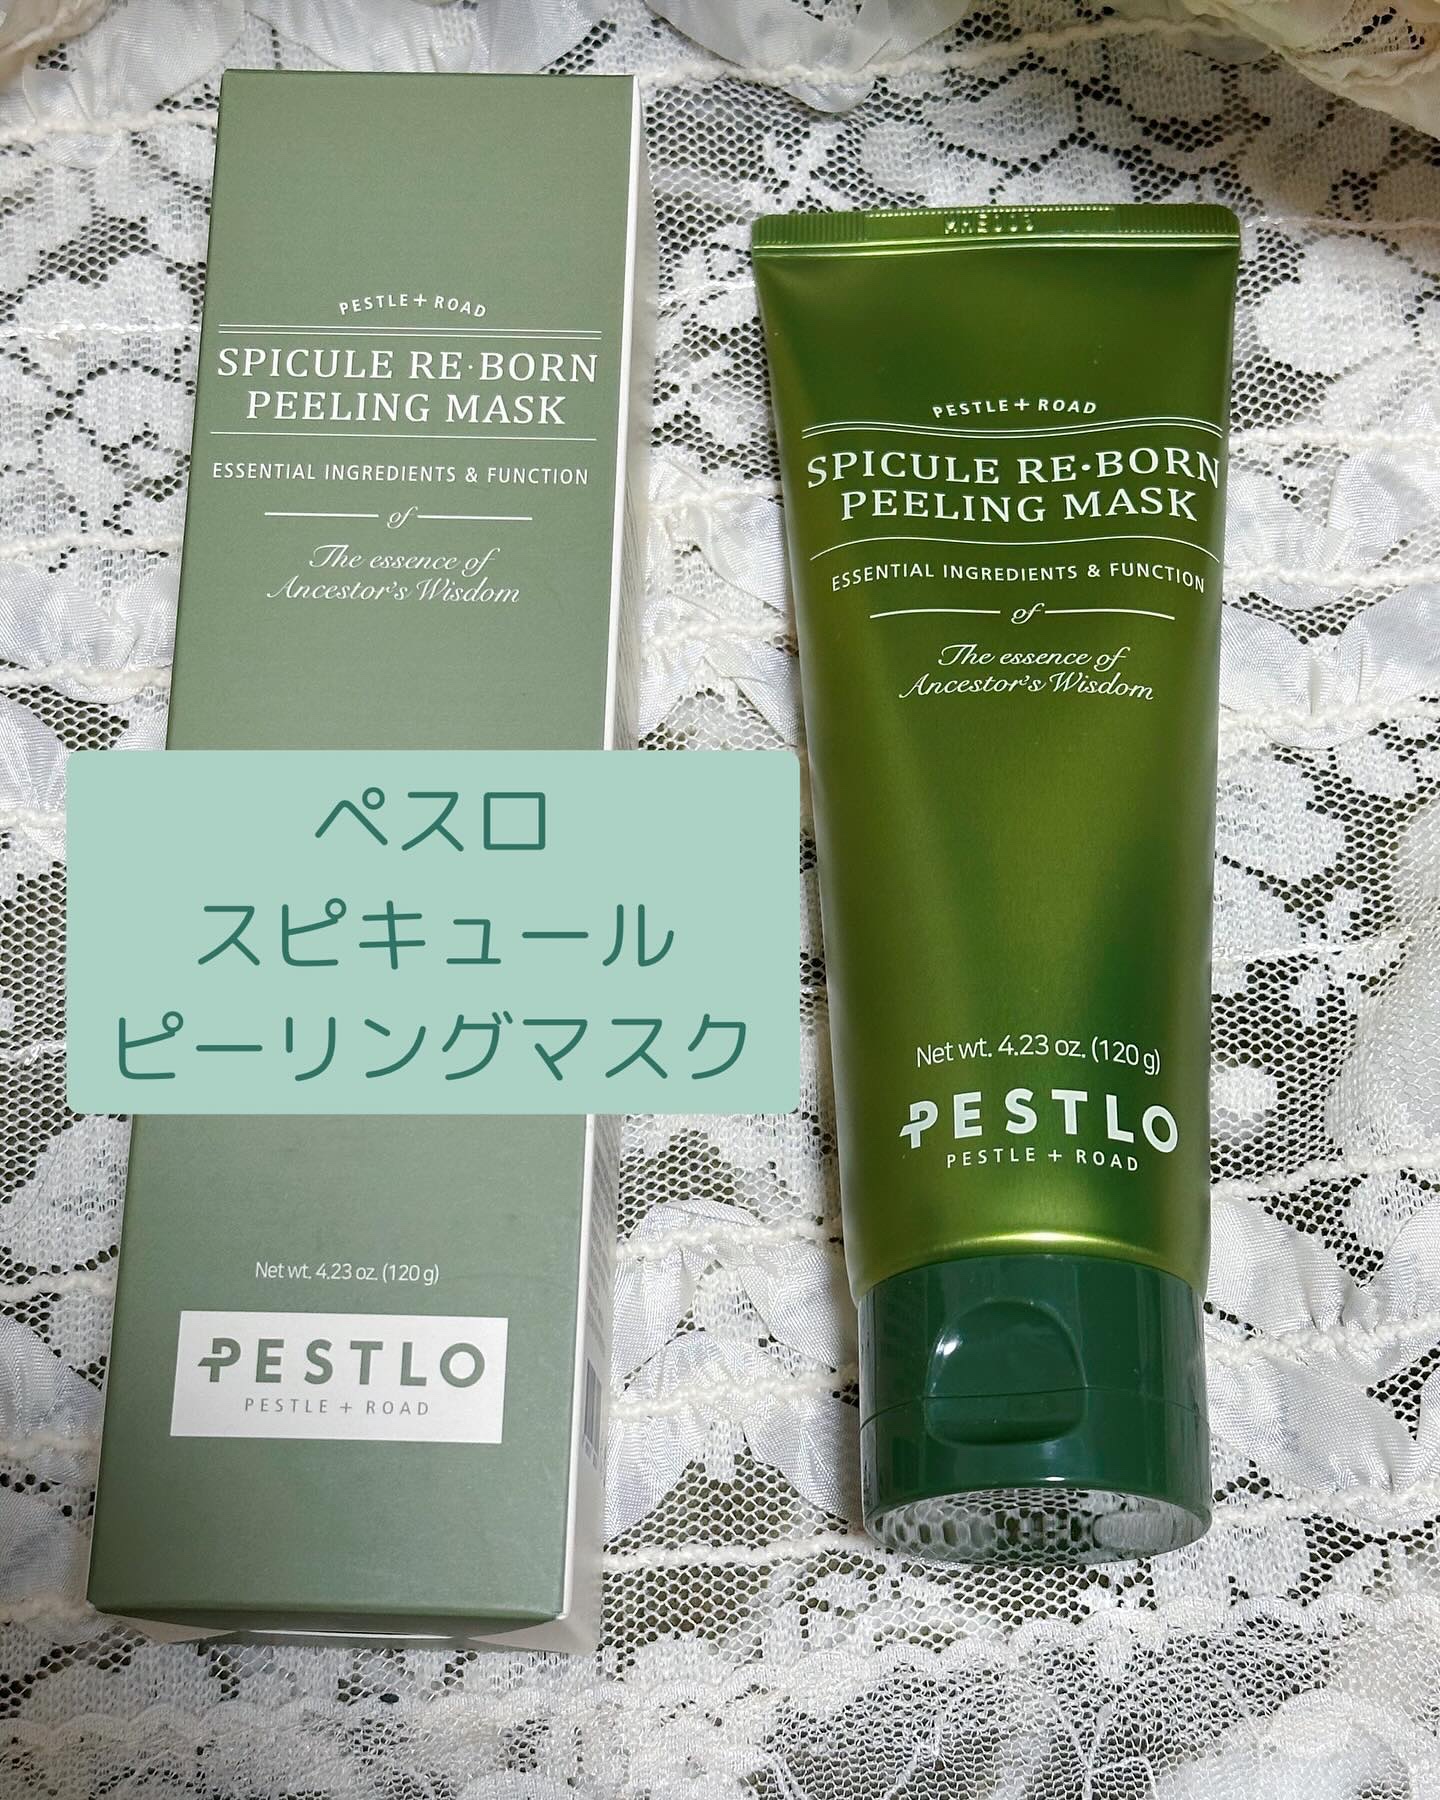 PESTLE+ROAD
SPICULE RE·BORN
PEELING MASK
ESSENTIAL INGREDIENTS & FUNCTION
of
The essence of
Ancestor's Wisdom
ペスロ
スピキュール
ピーリングマスク
Net wt. 4.23 oz. (120 g)
PESTLO
PESTLE + ROAD
PESTLE+ROAD
SPICULE RE•BORN
PEELING MASK
ESSENTIAL INGREDIENTS & FUNCTION
of
The essence of
Ancestor's Wisdom
Net wt. 4.23 oz. (120 g)
PESTLO
PESTLE + ROAD